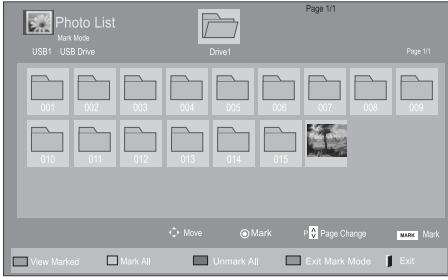 Page 1/1
Photo List
Mark Mode
USB1 USB Drive
Drive1
Page 1/1
001 002 003 004 005 006 007 008 009
010 011 012 013 014 015
Move Mark P Page Change MARK Mark
View Marked Mark All Unmark All Exit Mark Mode Exit